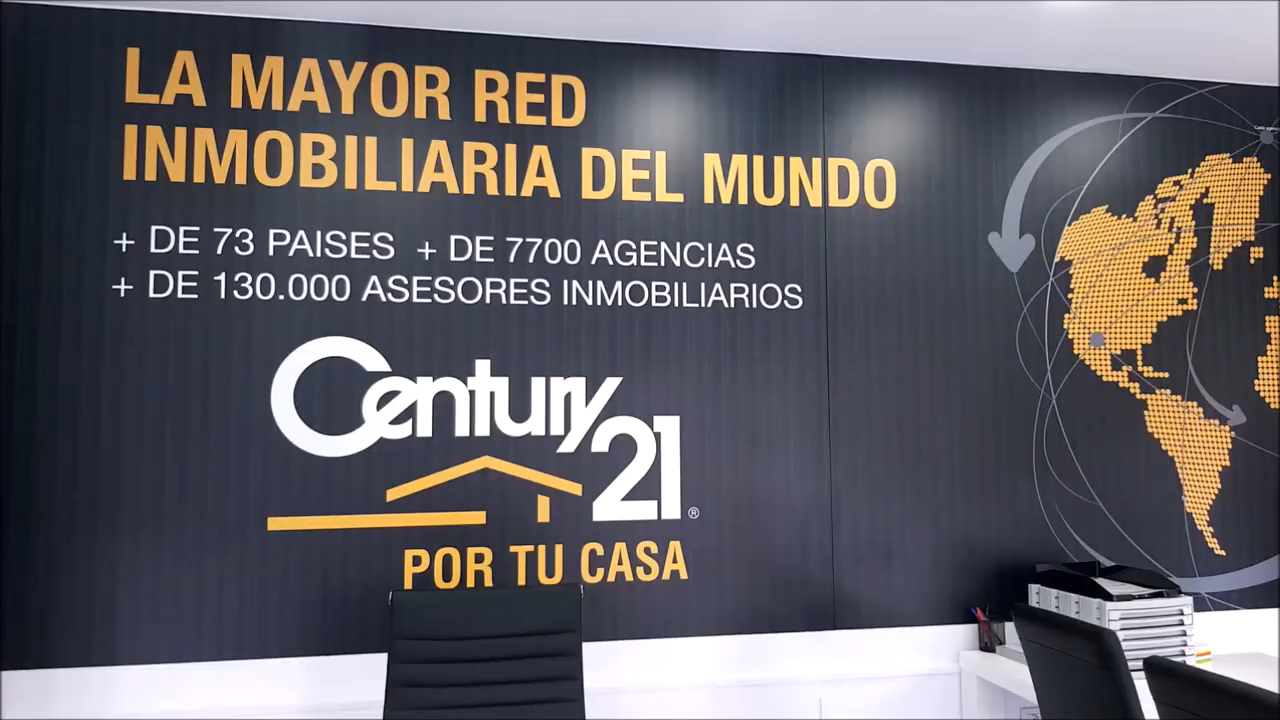 LA MAYOR RED
INMOBILIARIA DEL MUNDO
+ DE 73 PAISES + DE 7700 AGENCIAS
+ DE 130.000 ASESORES INMOBILIARIOS
Century
21®
POR TU CASA